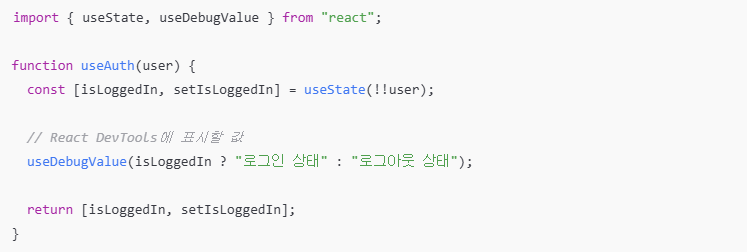 import { useState, useDebugValue } from "react";
function useAuth(user) {
const [isLoggedIn, setIsLoggedIn] = useState(!!user);
// React DevTools에 표시할 값
useDebugValue(isLoggedIn ? "로그인 상태" : "로그아웃 상태");
return [isLoggedIn, setIsLoggedIn];
}